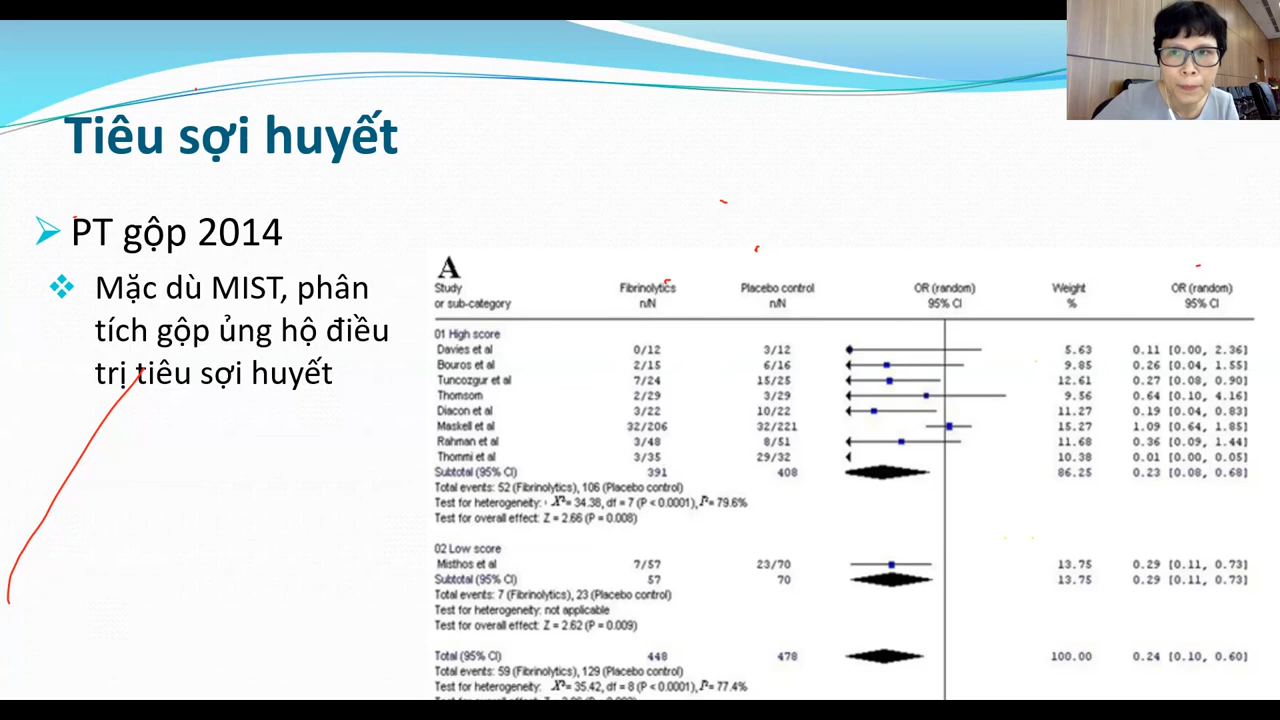 Tiêu sợi huyết
PT gộp 2014
Mặc dù MIST, phân
tích gộp ủng hộ điều
trị tiêu sợi huyết
A
Study Fibrinolytics Placebo control OR (random) Weight OR (random)
or sub-category n/N n/N 95% CI % 95% CI
01 High score
Davies et al 0/12 3/12 5.63 0.11 [0.00, 2.36]
Bouros et al 2/15 6/16 9.85 0.26 [0.04, 1.55]
Tuncozgur et al 7/24 15/25 12.61 0.27 [0.08, 0.90]
Thomsom 2/29 3/29 9.56 0.64 [0.10, 4.16]
Diacon et al 3/22 10/22 11.27 0.19 [0.04, 0.83]
Maskell et al 32/206 32/221 15.27 1.09 [0.64, 1.85]
Rahman et al 3/48 8/51 11.68 0.36 [0.09, 1.44]
Thommi et al 3/35 29/32 10.38 0.01 [0.00, 0.05]
Subtotal (95% CI) 391 408 86.25 0.23 [0.08, 0.68]
Total events: 52 (Fibrinolytics), 106 (Placebo control)
Test for heterogeneity: X²= 34.38, df = 7 (P < 0.0001), I²= 79.6%
Test for overall effect: Z = 2.66 (P = 0.008)
02 Low score
Misthos et al 7/57 23/70 13.75 0.29 [0.11, 0.73]
Subtotal (95% CI) 57 70 13.75 0.29 [0.11, 0.73]
Total events: 7 (Fibrinolytics), 23 (Placebo control)
Test for heterogeneity: not applicable
Test for overall effect: Z = 2.62 (P = 0.009)
Total (95% CI) 448 478 100.00 0.24 [0.10, 0.60]
Total events: 59 (Fibrinolytics), 129 (Placebo control)
Test for heterogeneity: X²= 35.42, df = 8 (P < 0.0001), I²= 77.4%